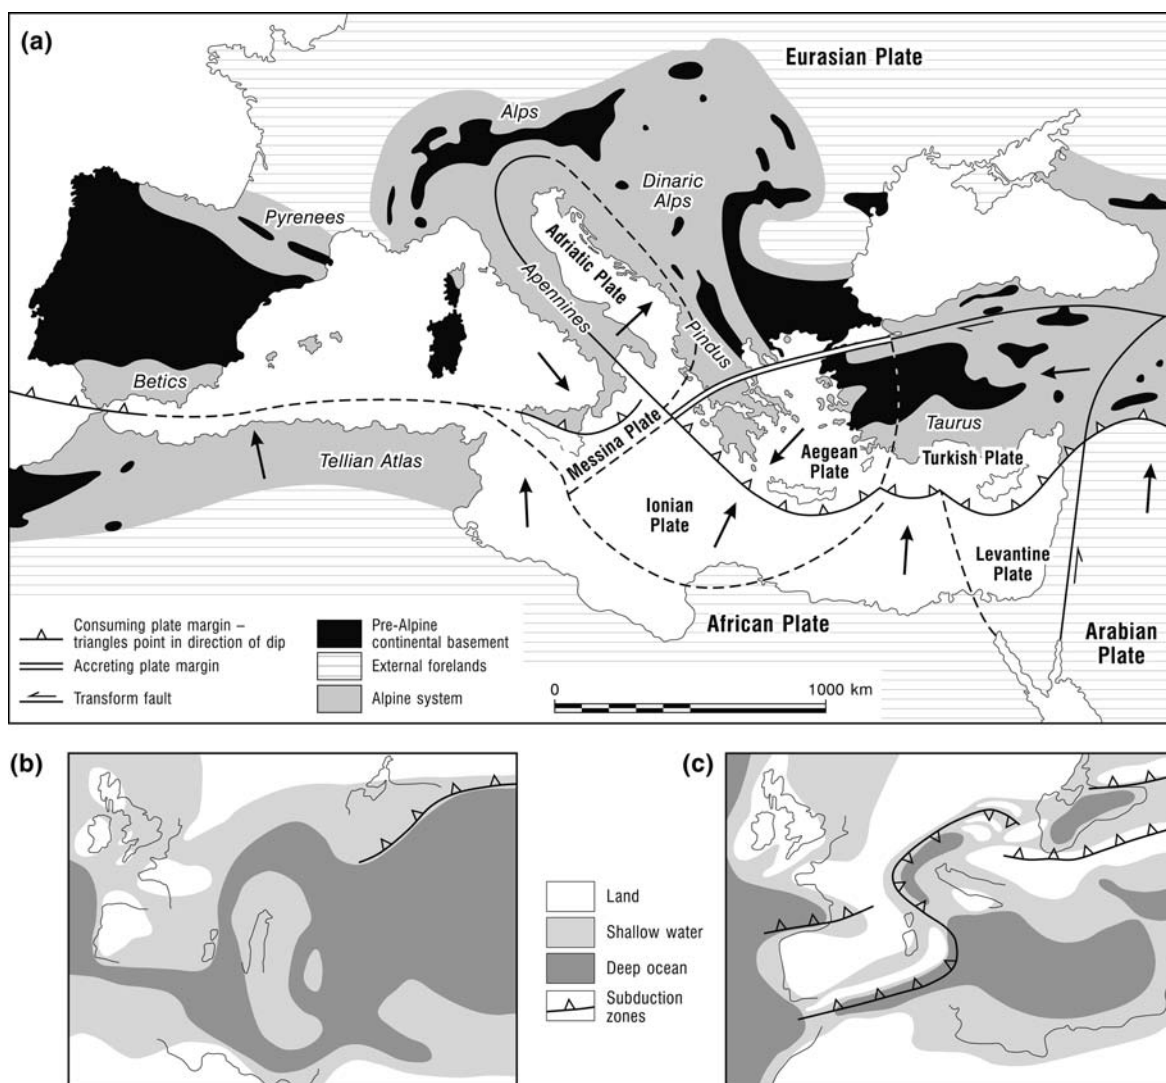 (a)
Eurasian Plate
Alps
Dinaric
Alps
Pyrenees
Adriatic Plate
Apennines
Pindus
Betics
Messina Plate
Tellian Atlas
Taurus
Aegean
Plate
Turkish Plate
Ionian
Plate
Levantine
Plate
African Plate
Arabian
Plate
Consuming plate margin –
triangles point in direction of dip
Accreting plate margin
Transform fault
Pre-Alpine
continental basement
External forelands
Alpine system
0
1000 km
(b)
(c)
Land
Shallow water
Deep ocean
Subduction
zones